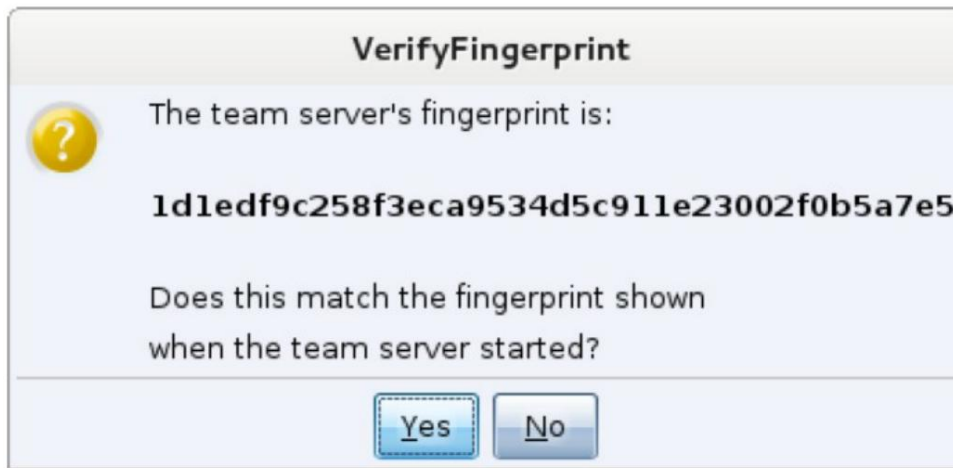 VerifyFingerprint
The team server's fingerprint is:
1d1edf9c258f3eca9534d5c911e23002f0b5a7e5
Does this match the fingerprint shown
when the team server started?
Yes No